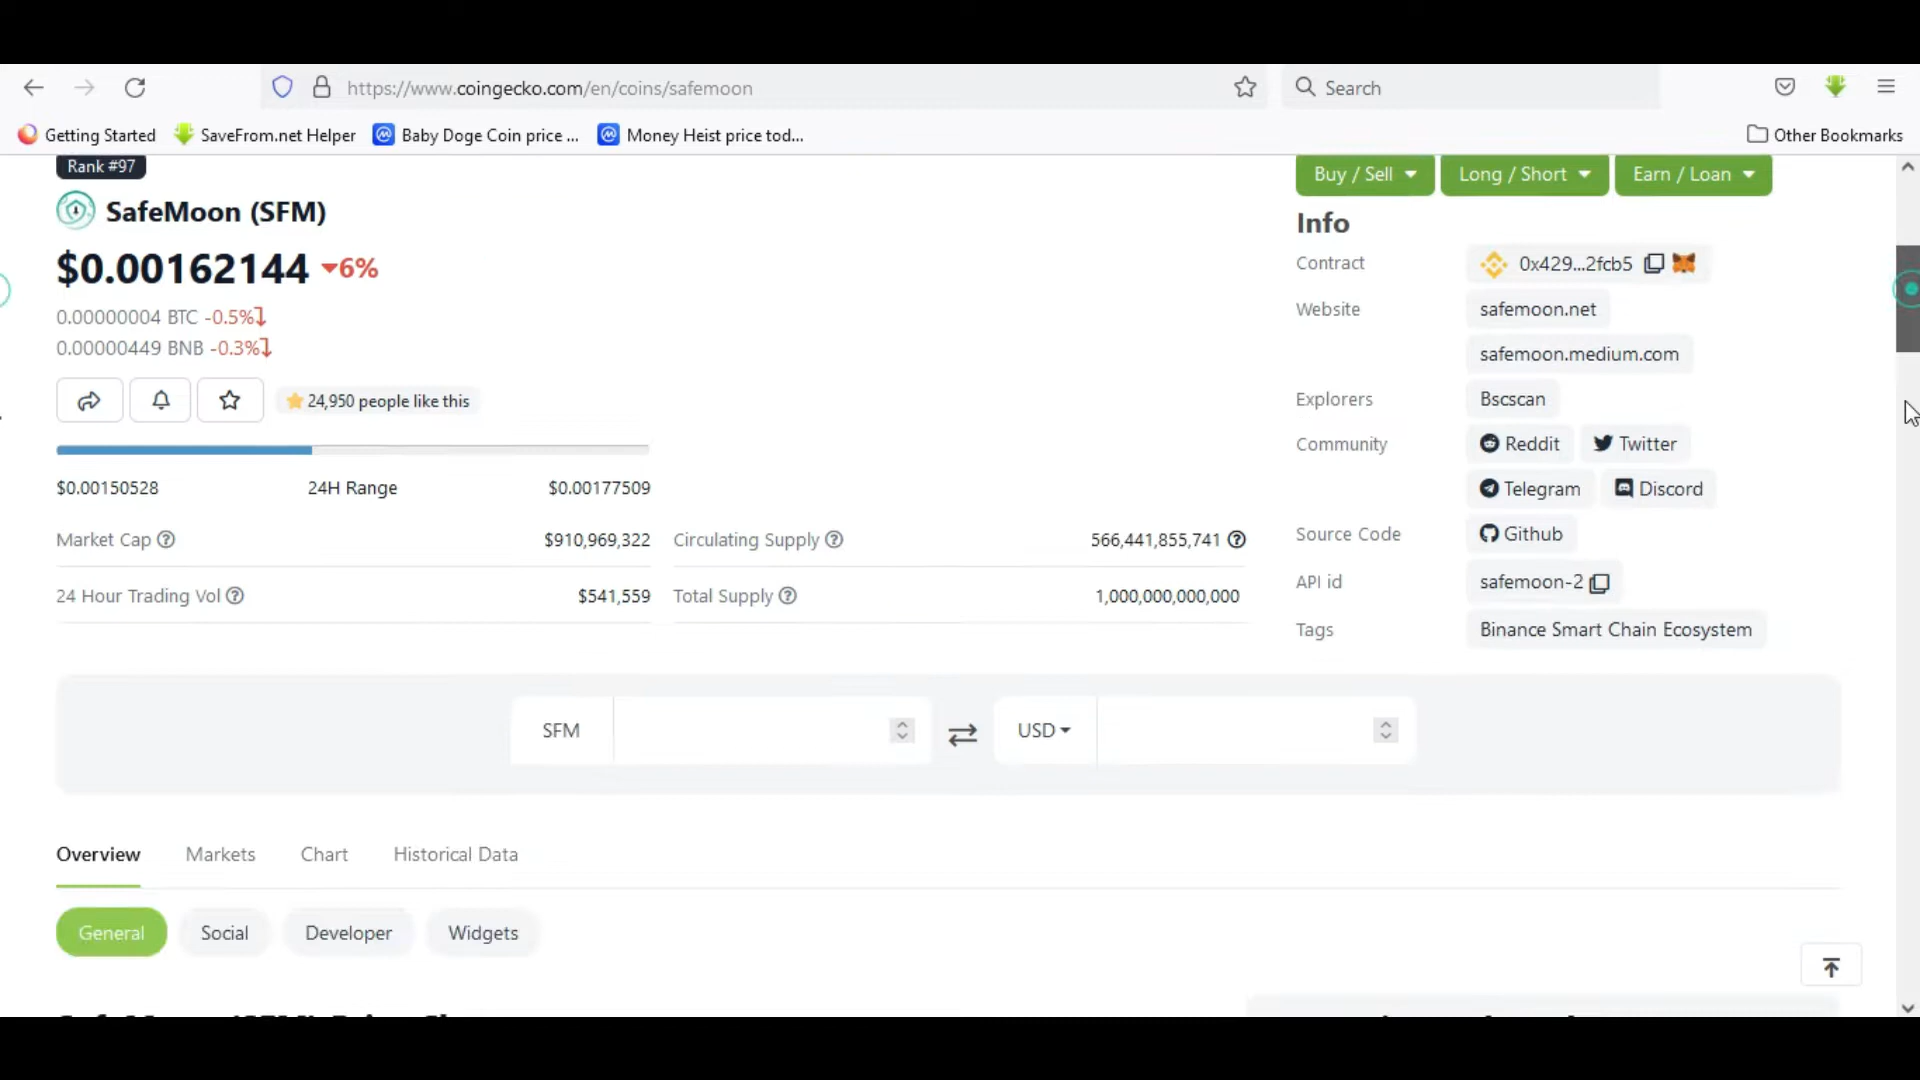 https://www.coingecko.com/en/coins/safemoon
Search
Getting Started
SaveFrom.net Helper
Baby Doge Coin price ...
Money Heist price tod...
Other Bookmarks
Rank #97
SafeMoon (SFM)
$0.00162144 6%
0.00000004 BTC -0.5%
0.00000449 BNB -0.3%
24,950 people like this
$0.00150528 24H Range $0.00177509
Market Cap $910,969,322
Circulating Supply 566,441,855,741
24 Hour Trading Vol $541,559
Total Supply 1,000,000,000,000
Buy / Sell
Long / Short
Earn / Loan
Info
Contract 0x429...2fcb5
Website safemoon.net
safemoon.medium.com
Explorers Bscscan
Community Reddit Twitter
Telegram Discord
Source Code Github
API id safemoon-2
Tags Binance Smart Chain Ecosystem
SFM
USD
Overview Markets Chart Historical Data
General Social Developer Widgets